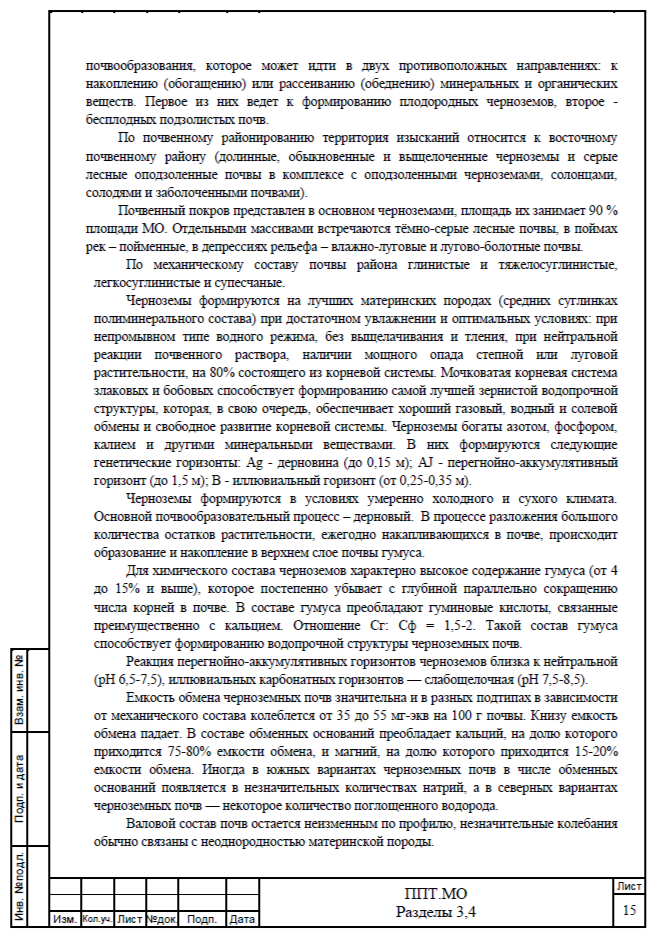 почвообразования, которое может идти в двух противоположных направлениях: к
накоплению (обогащению) или рассеиванию (обеднению) минеральных и органических
веществ. Первое из них ведет к формированию плодородных черноземов, второе -
бесплодных подзолистых почв.
По почвенному районированию территория изысканий относится к восточному
почвенному району (долинные, обыкновенные и выщелоченные черноземы и серые
лесные оподзоленные почвы в комплексе с оподзоленными черноземами, солонцами,
солодями и заболоченными почвами).
Почвенный покров представлен в основном черноземами, площадь их занимает 90 %
площади МО. Отдельными массивами встречаются тёмно-серые лесные почвы, в поймах
рек – пойменные, в депрессиях рельефа – влажно-луговые и лугово-болотные почвы.
По механическому составу почвы района глинистые и тяжелосуглинистые,
легкосуглинистые и супесчаные.
Черноземы формируются на лучших материнских породах (средних суглинках
полиминерального состава) при достаточном увлажнении и оптимальных условиях: при
непромывном типе водного режима, без выщелачивания и тления, при нейтральной
реакции почвенного раствора, наличии мощного опада степной или луговой
растительности, на 80% состоящего из корневой системы. Мочковатая корневая система
злаковых и бобовых способствует формированию самой лучшей зернистой водопрочной
структуры, которая, в свою очередь, обеспечивает хороший газовый, водный и солевой
обмены и свободное развитие корневой системы. Черноземы богаты азотом, фосфором,
калием и другими минеральными веществами. В них формируются следующие
генетические горизонты: Ag - дерновина (до 0,15 м); AJ - перегнойно-аккумулятивный
горизонт (до 1,5 м); В - иллювиальный горизонт (от 0,25-0,35 м).
Черноземы формируются в условиях умеренно холодного и сухого климата.
Основной почвообразовательный процесс – дерновый. В процессе разложения большого
количества остатков растительности, ежегодно накапливающихся в почве, происходит
образование и накопление в верхнем слое почвы гумуса.
Для химического состава черноземов характерно высокое содержание гумуса (от 4
до 15% и выше), которое постепенно убывает с глубиной параллельно сокращению
числа корней в почве. В составе гумуса преобладают гуминовые кислоты, связанные
преимущественно с кальцием. Отношение Сг: Сф = 1,5-2. Такой состав гумуса
способствует формированию водопрочной структуры черноземных почв.
Реакция перегнойно-аккумулятивных горизонтов черноземов близка к нейтральной
(рН 6,5-7,5), иллювиальных карбонатных горизонтов — слабощелочная (рН 7,5-8,5).
Емкость обмена черноземных почв значительна и в разных подтипах в зависимости
от механического состава колеблется от 35 до 55 мг-экв на 100 г почвы. Книзу емкость
обмена падает. В составе обменных оснований преобладает кальций, на долю которого
приходится 75-80% емкости обмена, и магний, на долю которого приходится 15-20%
емкости обмена. Иногда в южных вариантах черноземных почв в числе обменных
оснований появляется в незначительных количествах натрий, а в северных вариантах
черноземных почв — некоторое количество поглощенного водорода.
Валовой состав почв остается неизменным по профилю, незначительные колебания
обычно связаны с неоднородностью материнской породы.
Взам. инв. №
Подп. и дата
Инв. №подл.
Изм. Кол.уч. Лист №док. Подп. Дата
ППТ.МО
Разделы 3,4
Лист
15